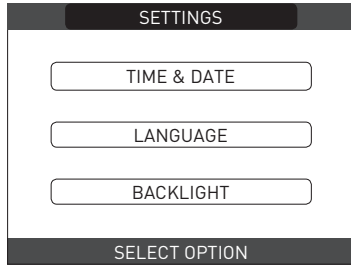 SETTINGS
TIME & DATE
LANGUAGE
BACKLIGHT
SELECT OPTION